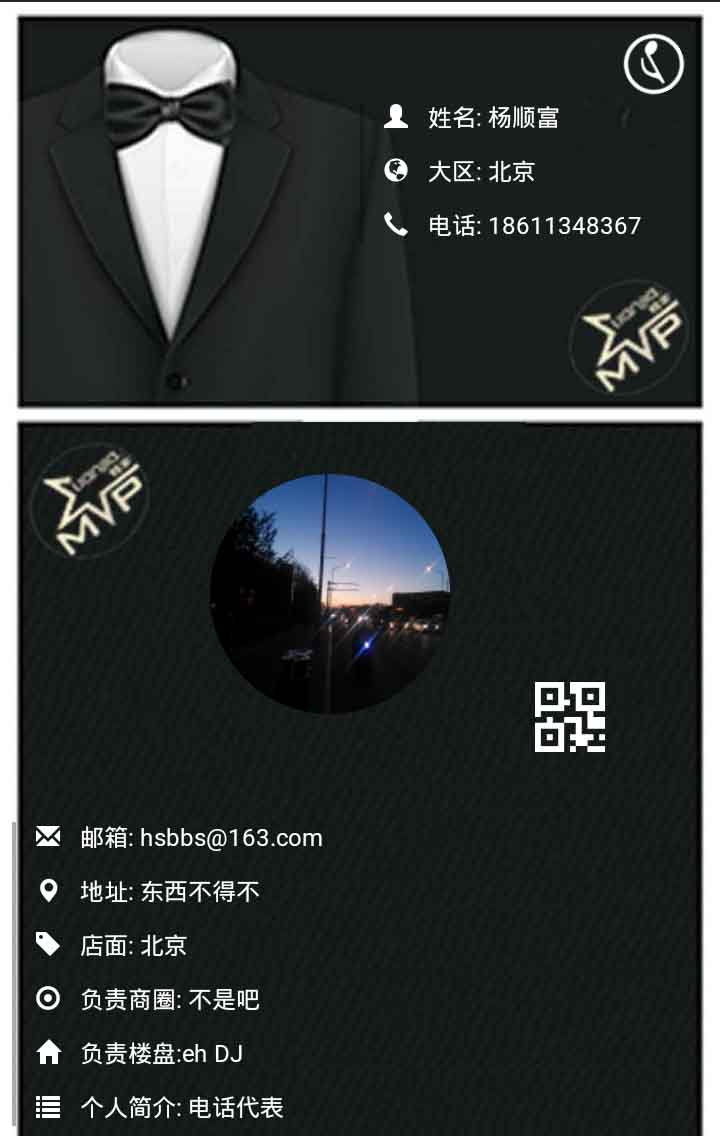 姓名: 杨顺富
大区: 北京
电话: 18611348367
MVP
MVP
邮箱: hsbbs@163.com
地址: 东西不得不
店面: 北京
负责商圈: 不是吧
负责楼盘:eh DJ
个人简介: 电话代表